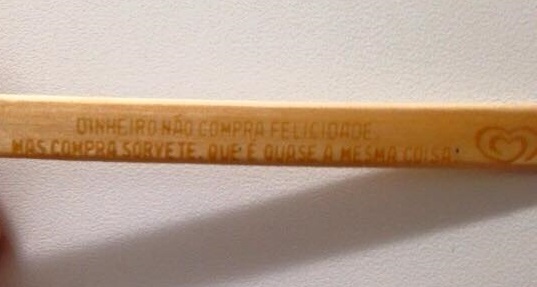 DINHEIRO NÃO COMPRA FELICIDADE.
MAS COMPRA SORVETE, QUE É QUASE A MESMA COISA.